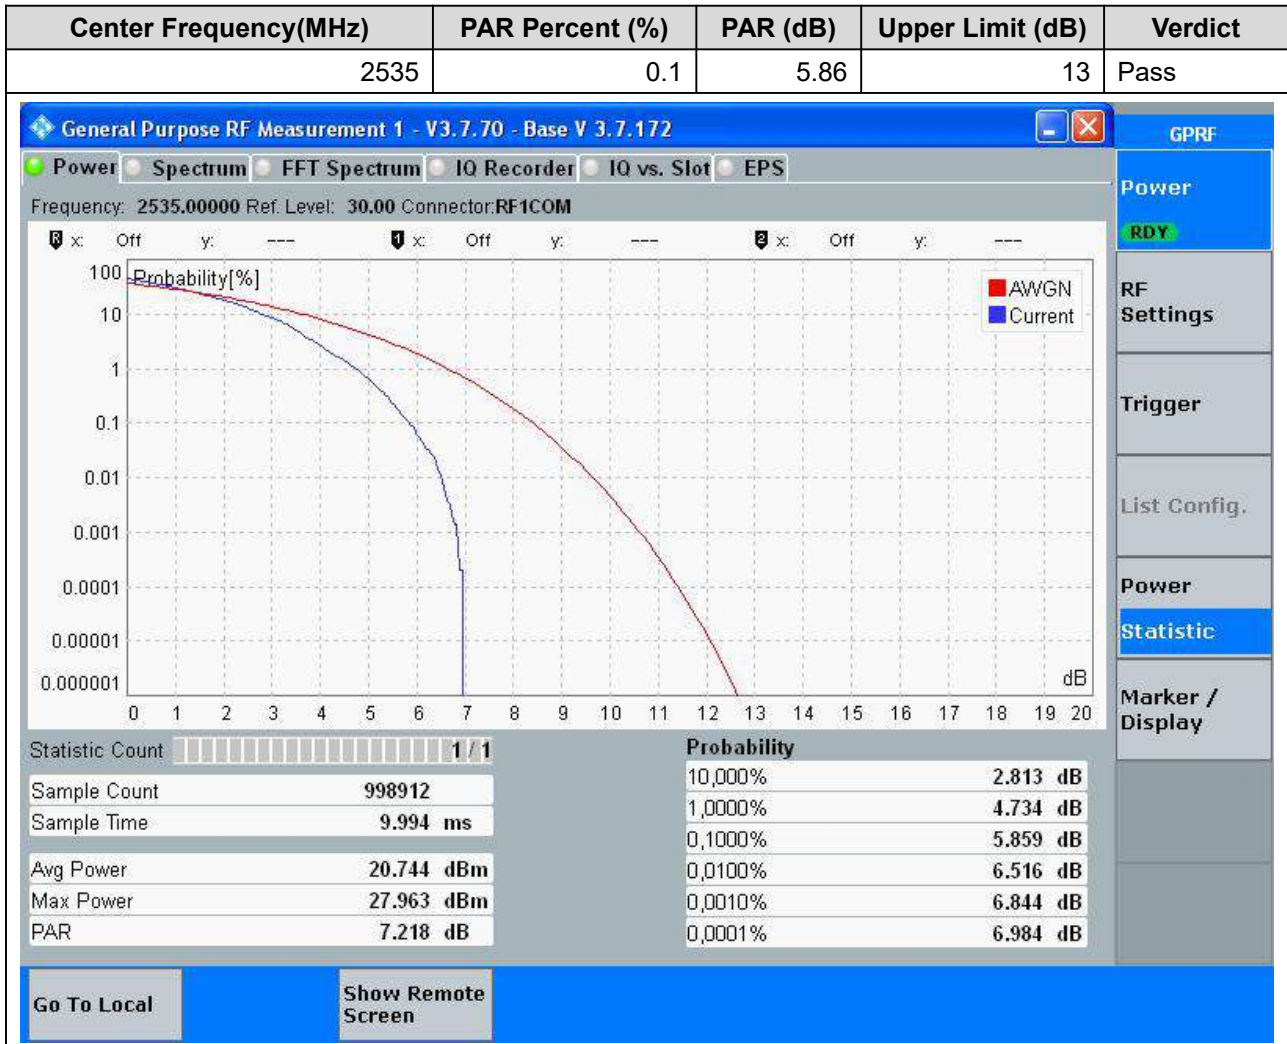 Center Frequency(MHz) PAR Percent (%) PAR (dB) Upper Limit (dB) Verdict
2535 0.1 5.86 13 Pass
General Purpose RF Measurement 1 - V3.7.70 - Base V 3.7.172
GPRF
Power Spectrum FFT Spectrum IQ Recorder IQ vs. Slot EPS
Power
RDY
Frequency: 2535.00000 Ref. Level: 30.00 Connector:RF1COM
R x: Off y: --- 1 x: Off y: --- 2 x: Off y: ---
100 Probability[%]
AWGN
Current
10
1
0.1
0.01
0.001
0.0001
0.00001
0.000001
dB
0 1 2 3 4 5 6 7 8 9 10 11 12 13 14 15 16 17 18 19 20
RF
Settings
Trigger
List Config.
Power
Statistic
Marker /
Display
Statistic Count 1 / 1
Sample Count 998912
Sample Time 9.994 ms
Avg Power 20.744 dBm
Max Power 27.963 dBm
PAR 7.218 dB
Probability
10,000% 2.813 dB
1,0000% 4.734 dB
0,1000% 5.859 dB
0,0100% 6.516 dB
0,0010% 6.844 dB
0,0001% 6.984 dB
Go To Local
Show Remote
Screen